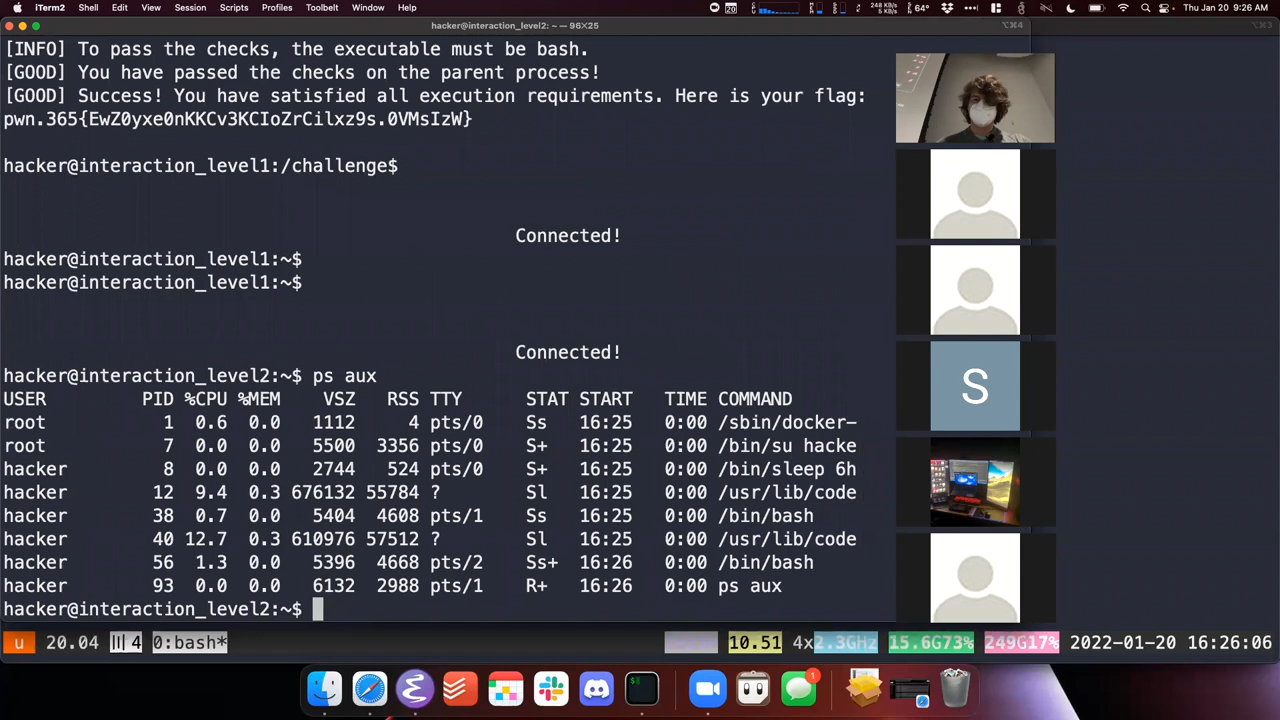 iTerm2 Shell Edit View Session Scripts Profiles Toolbelt Window Help
248 KB
5 KB
64° Thu Jan 20 9:26 AM
hacker@interaction_level2: ~ — 96×25
⌥⌘4
⌥⌘3
[INFO] To pass the checks, the executable must be bash.
[GOOD] You have passed the checks on the parent process!
[GOOD] Success! You have satisfied all execution requirements. Here is your flag:
pwn.365{EwZ0yxe0nKKCv3KCIoZrCilxz9s.0VMsIzW}
hacker@interaction_level1:/challenge$
Connected!
hacker@interaction_level1:~$
hacker@interaction_level1:~$
Connected!
hacker@interaction_level2:~$ ps aux
USER PID %CPU %MEM VSZ RSS TTY STAT START TIME COMMAND
root 1 0.6 0.0 1112 4 pts/0 Ss 16:25 0:00 /sbin/docker-
root 7 0.0 0.0 5500 3356 pts/0 S+ 16:25 0:00 /bin/su hacke
hacker 8 0.0 0.0 2744 524 pts/0 S+ 16:25 0:00 /bin/sleep 6h
hacker 12 9.4 0.3 676132 55784 ? Sl 16:25 0:00 /usr/lib/code
hacker 38 0.7 0.0 5404 4608 pts/1 Ss 16:25 0:00 /bin/bash
hacker 40 12.7 0.3 610976 57512 ? Sl 16:25 0:00 /usr/lib/code
hacker 56 1.3 0.0 5396 4668 pts/2 Ss+ 16:26 0:00 /bin/bash
hacker 93 0.0 0.0 6132 2988 pts/1 R+ 16:26 0:00 ps aux
hacker@interaction_level2:~$
S
u 20.04 4 0:bash* 10.51 4x2.3GHz 15.6G73% 249G17% 2022-01-20 16:26:06
1